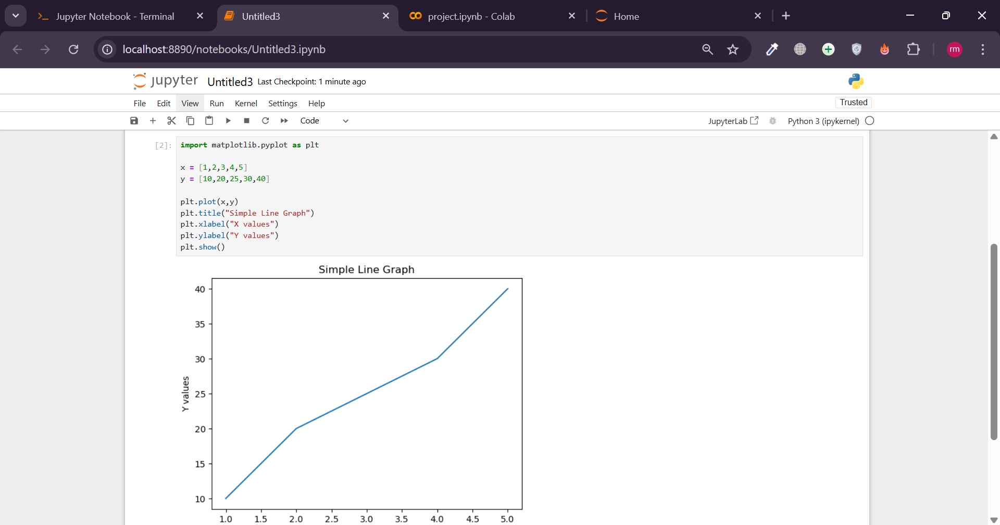 Jupyter Notebook - Terminal
Untitled3
project.ipynb - Colab
Home
localhost:8890/notebooks/Untitled3.ipynb
rm
jupyter Untitled3 Last Checkpoint: 1 minute ago
File Edit View Run Kernel Settings Help
Trusted
Code
JupyterLab
Python 3 (ipykernel)
[2]:
import matplotlib.pyplot as plt
x = [1,2,3,4,5]
y = [10,20,25,30,40]
plt.plot(x,y)
plt.title("Simple Line Graph")
plt.xlabel("X values")
plt.ylabel("Y values")
plt.show()
Simple Line Graph
40
35
30
25
20
15
10
Y values
1.0 1.5 2.0 2.5 3.0 3.5 4.0 4.5 5.0